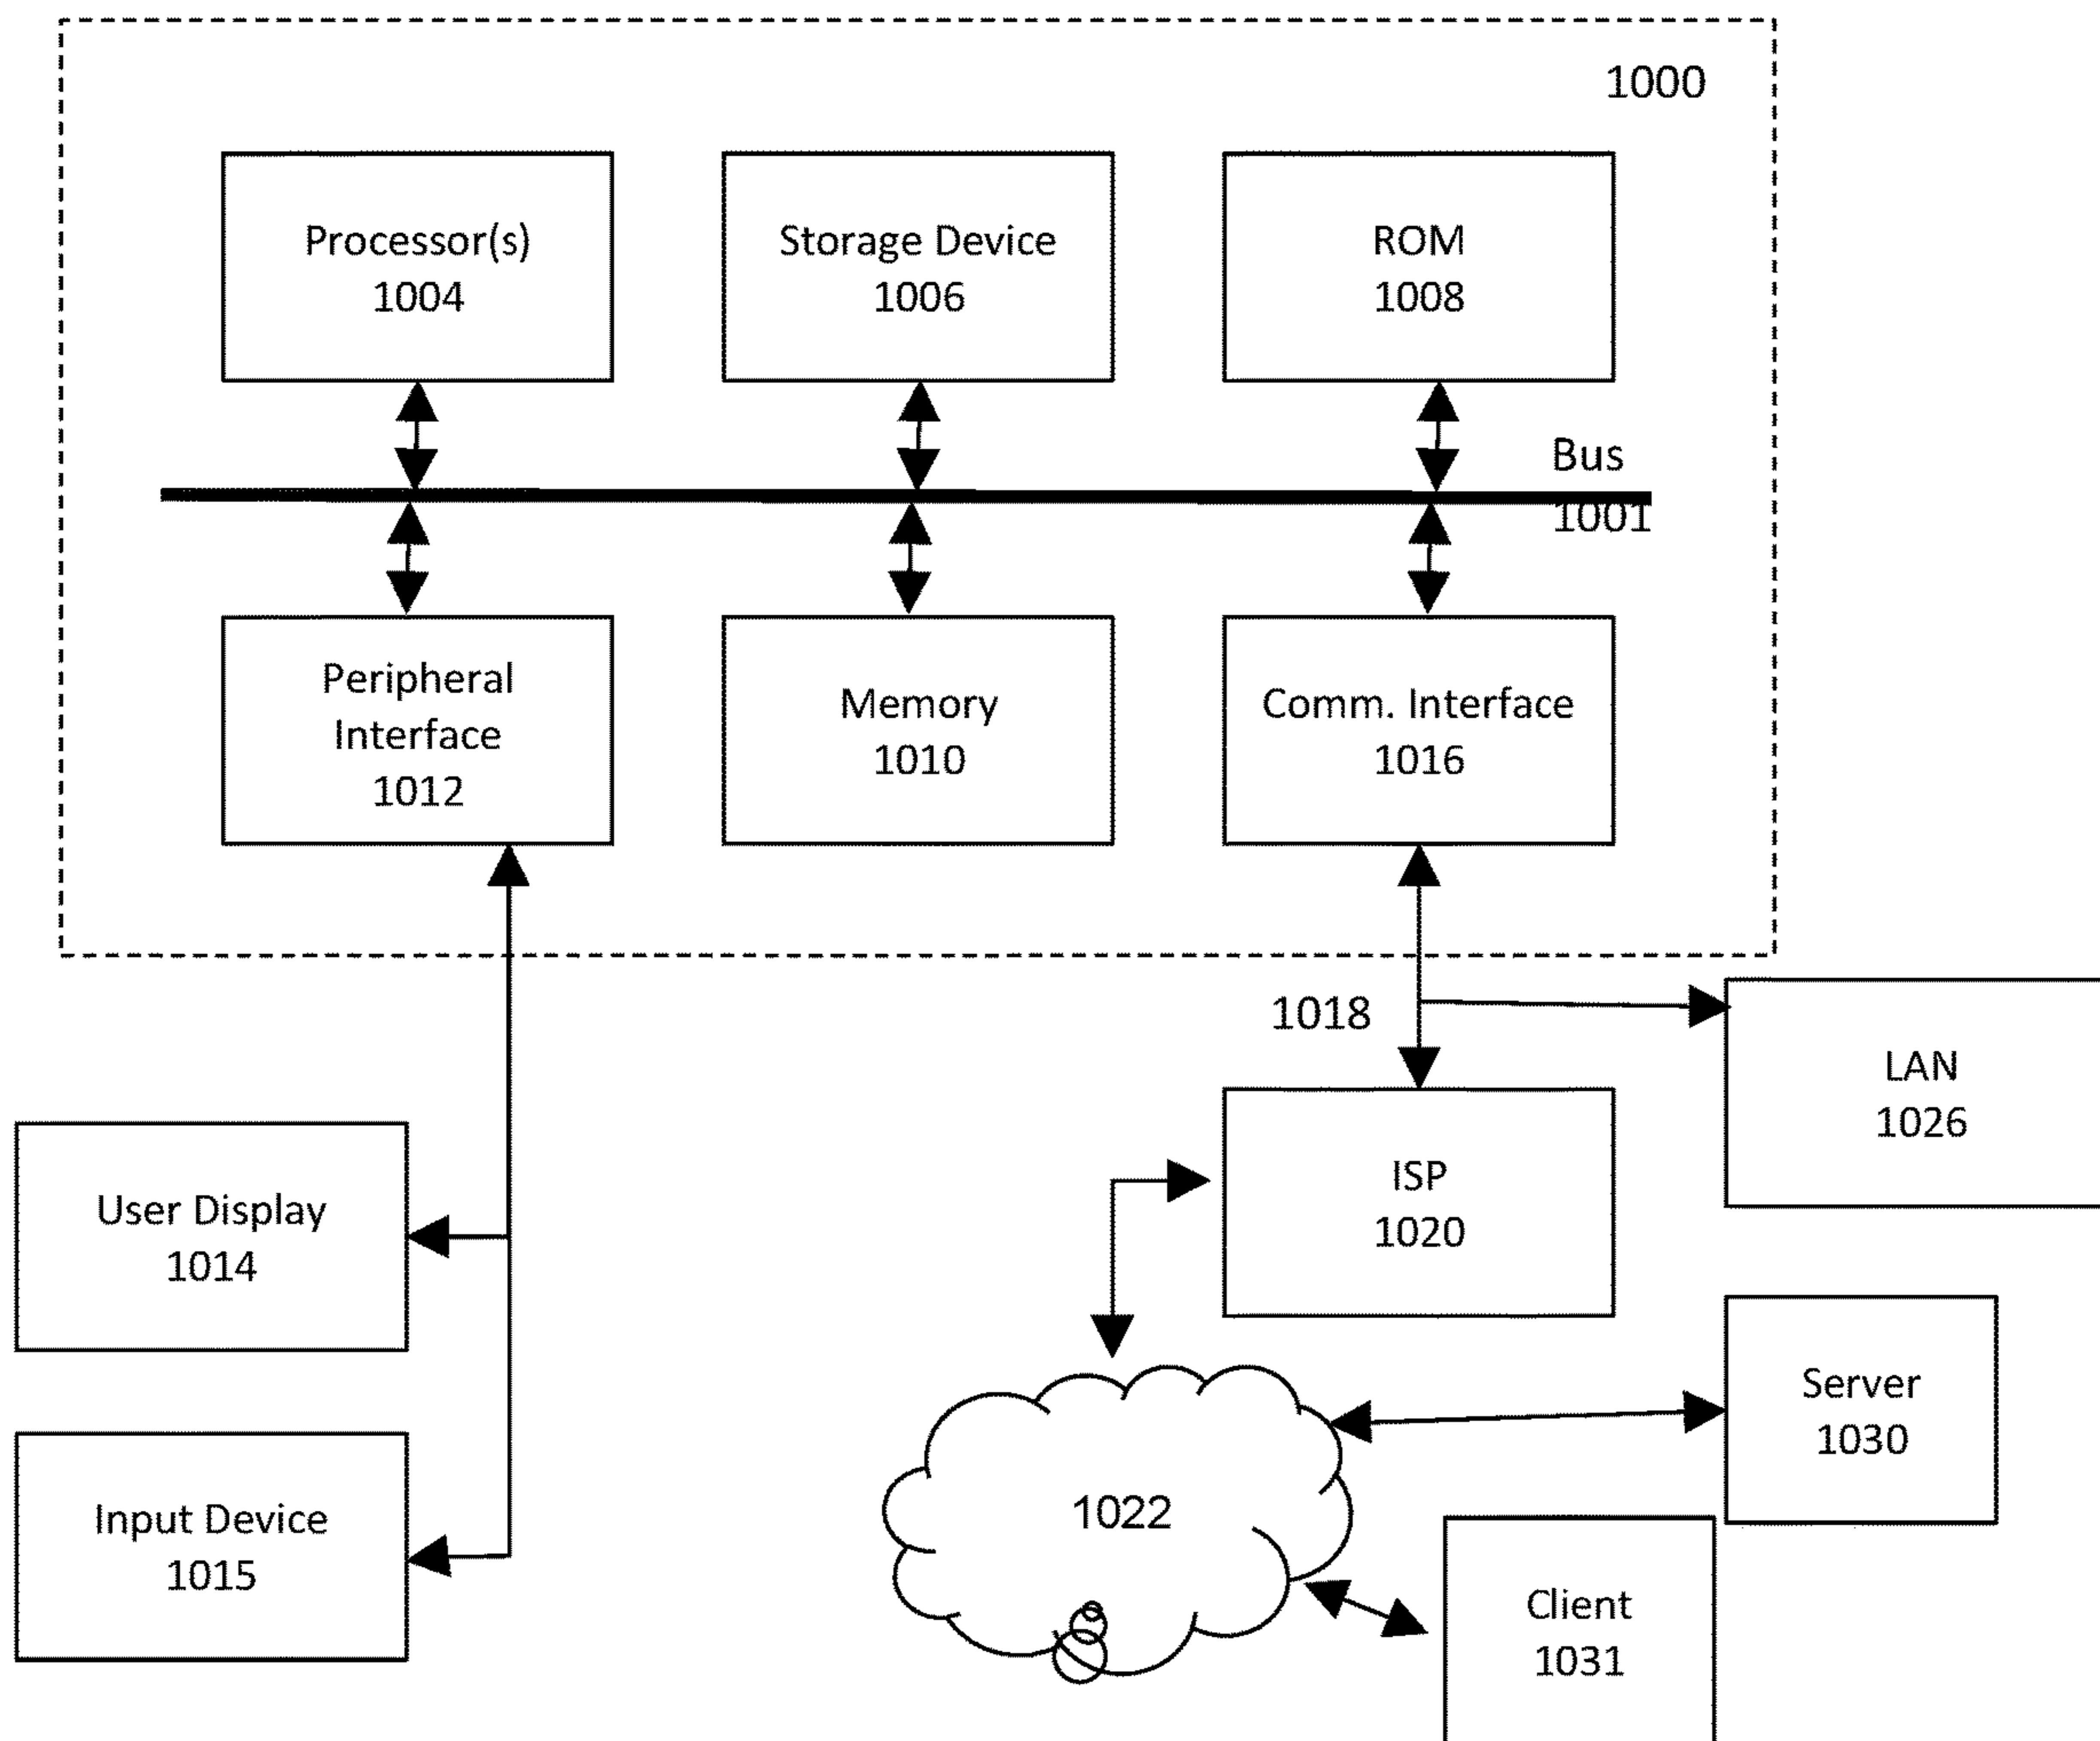 1000
Processor(s)
1004
Storage Device
1006
ROM
1008
Bus
1001
Peripheral
Interface
1012
Memory
1010
Comm. Interface
1016
1018
LAN
1026
User Display
1014
ISP
1020
Server
1030
Input Device
1015
1022
Client
1031